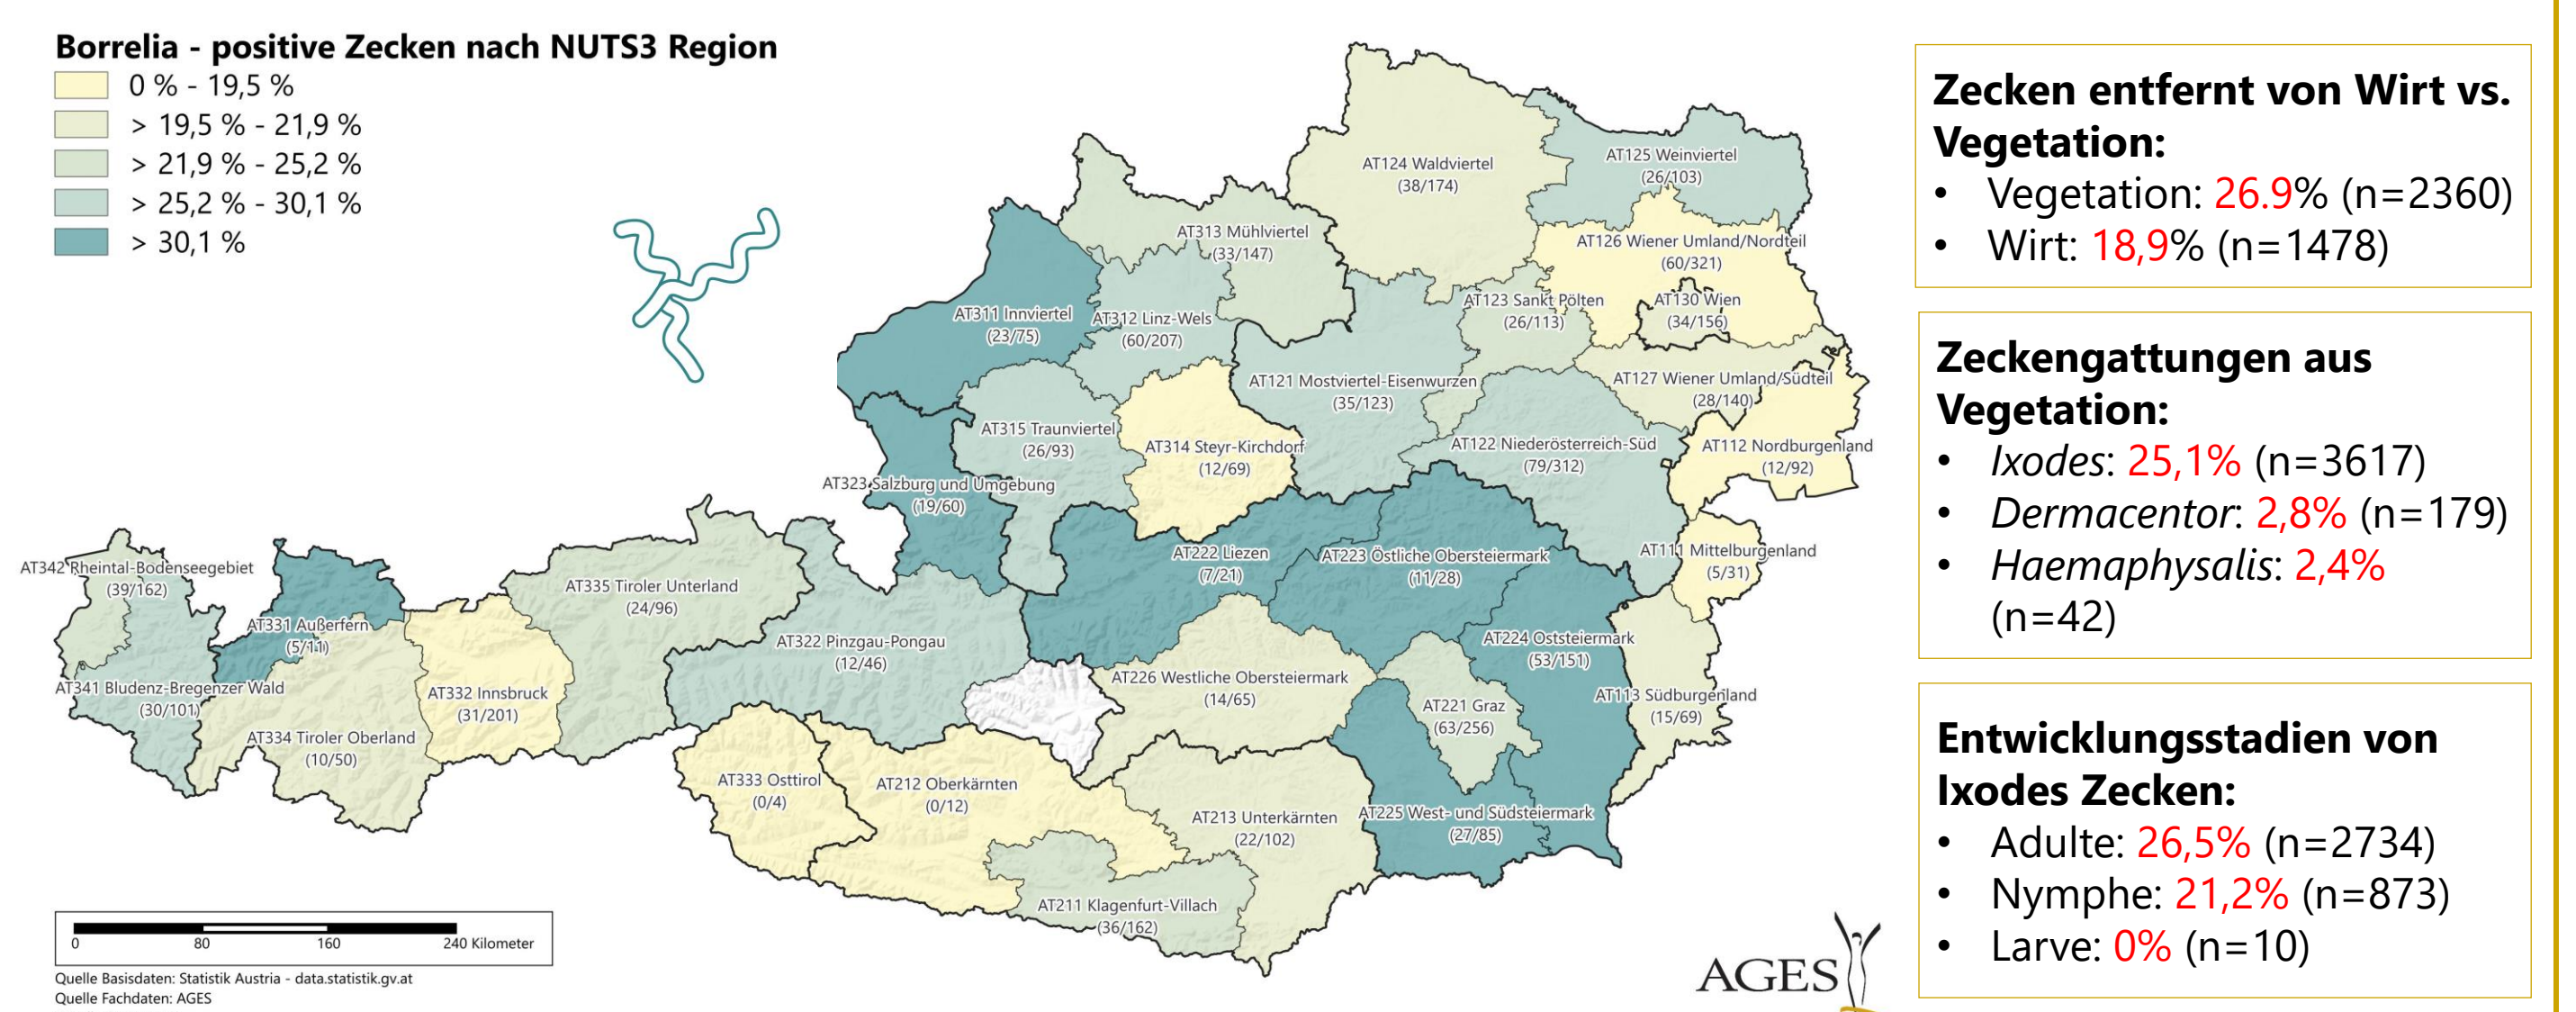 Borrelia - positive Zecken nach NUTS3 Region
0 % - 19,5 %
> 19,5 % - 21,9 %
> 21,9 % - 25,2 %
> 25,2 % - 30,1 %
> 30,1 %
AT124 Waldviertel
(38/174)
AT125 Weinviertel
(26/103)
AT313 Mühlviertel
(33/147)
AT126 Wiener Umland/Nordteil
(60/321)
AT311 Innviertel
(23/75)
AT312 Linz-Wels
(60/207)
AT123 Sankt Pölten
(26/113)
AT130 Wien
(34/156)
AT121 Mostviertel-Eisenwurzen
(35/123)
AT127 Wiener Umland/Südteil
(28/140)
AT315 Traunviertel
(26/93)
AT314 Steyr-Kirchdorf
(12/69)
AT122 Niederösterreich-Süd
(79/312)
AT112 Nordburgenland
(12/92)
AT323 Salzburg und Umgebung
(19/60)
AT222 Liezen
(7/21)
AT223 Östliche Obersteiermark
(11/28)
AT111 Mittelburgenland
(5/31)
AT342 Rheintal-Bodenseegebiet
(39/162)
AT335 Tiroler Unterland
(24/96)
AT331 Außerfern
(5/11)
AT322 Pinzgau-Pongau
(12/46)
AT224 Oststeiermark
(53/151)
AT341 Bludenz-Bregenzer Wald
(30/101)
AT332 Innsbruck
(31/201)
AT226 Westliche Obersteiermark
(14/65)
AT221 Graz
(63/256)
AT113 Südburgenland
(15/69)
AT334 Tiroler Oberland
(10/50)
AT333 Osttirol
(0/4)
AT212 Oberkärnten
(0/12)
AT213 Unterkärnten
(22/102)
AT225 West- und Südsteiermark
(27/85)
AT211 Klagenfurt-Villach
(36/162)
0 80 160 240 Kilometer
Quelle Basisdaten: Statistik Austria - data.statistik.gv.at
Quelle Fachdaten: AGES
AGES
Zecken entfernt von Wirt vs.
Vegetation:
• Vegetation: 26.9% (n=2360)
• Wirt: 18,9% (n=1478)
Zeckengattungen aus
Vegetation:
• Ixodes: 25,1% (n=3617)
• Dermacentor: 2,8% (n=179)
• Haemaphysalis: 2,4%
(n=42)
Entwicklungsstadien von
Ixodes Zecken:
• Adulte: 26,5% (n=2734)
• Nymphe: 21,2% (n=873)
• Larve: 0% (n=10)